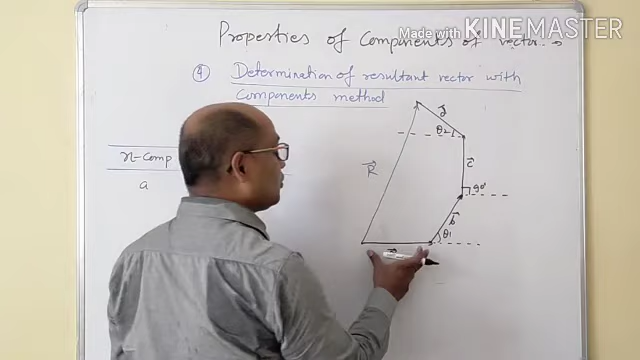 Made with KINEMASTER
Properties of Components of vector
④ Determination of resultant vector with
Components method
d
θ2
c
R
90°
x-Comp
a
b
θ1